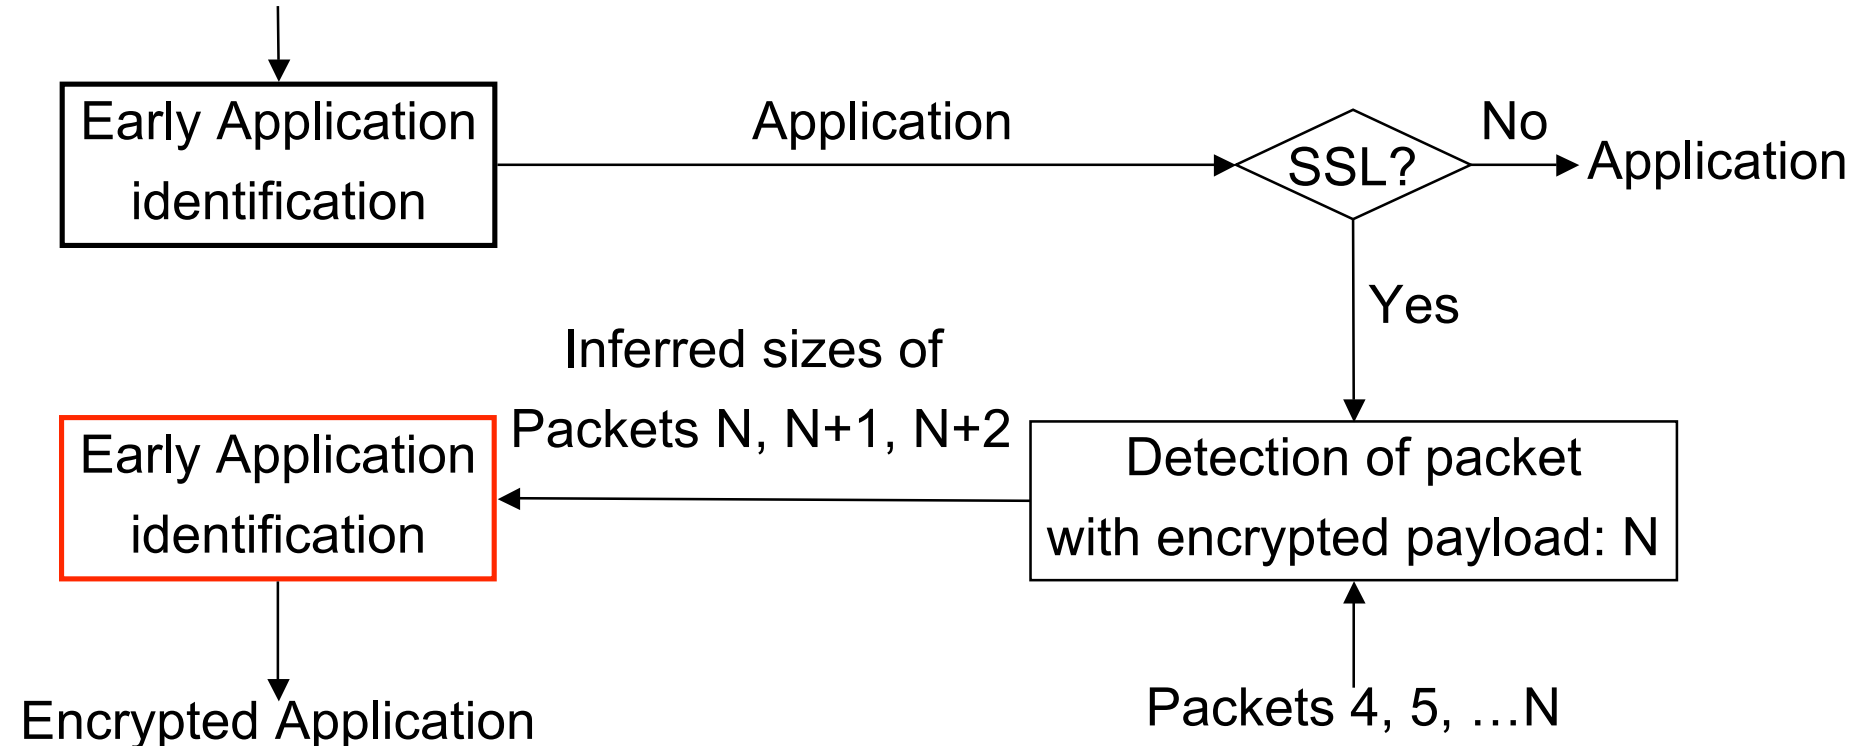 Early Application
identification
Application
SSL?
No
Application
Yes
Inferred sizes of
Packets N, N+1, N+2
Early Application
identification
Detection of packet
with encrypted payload: N
Encrypted Application
Packets 4, 5, …N